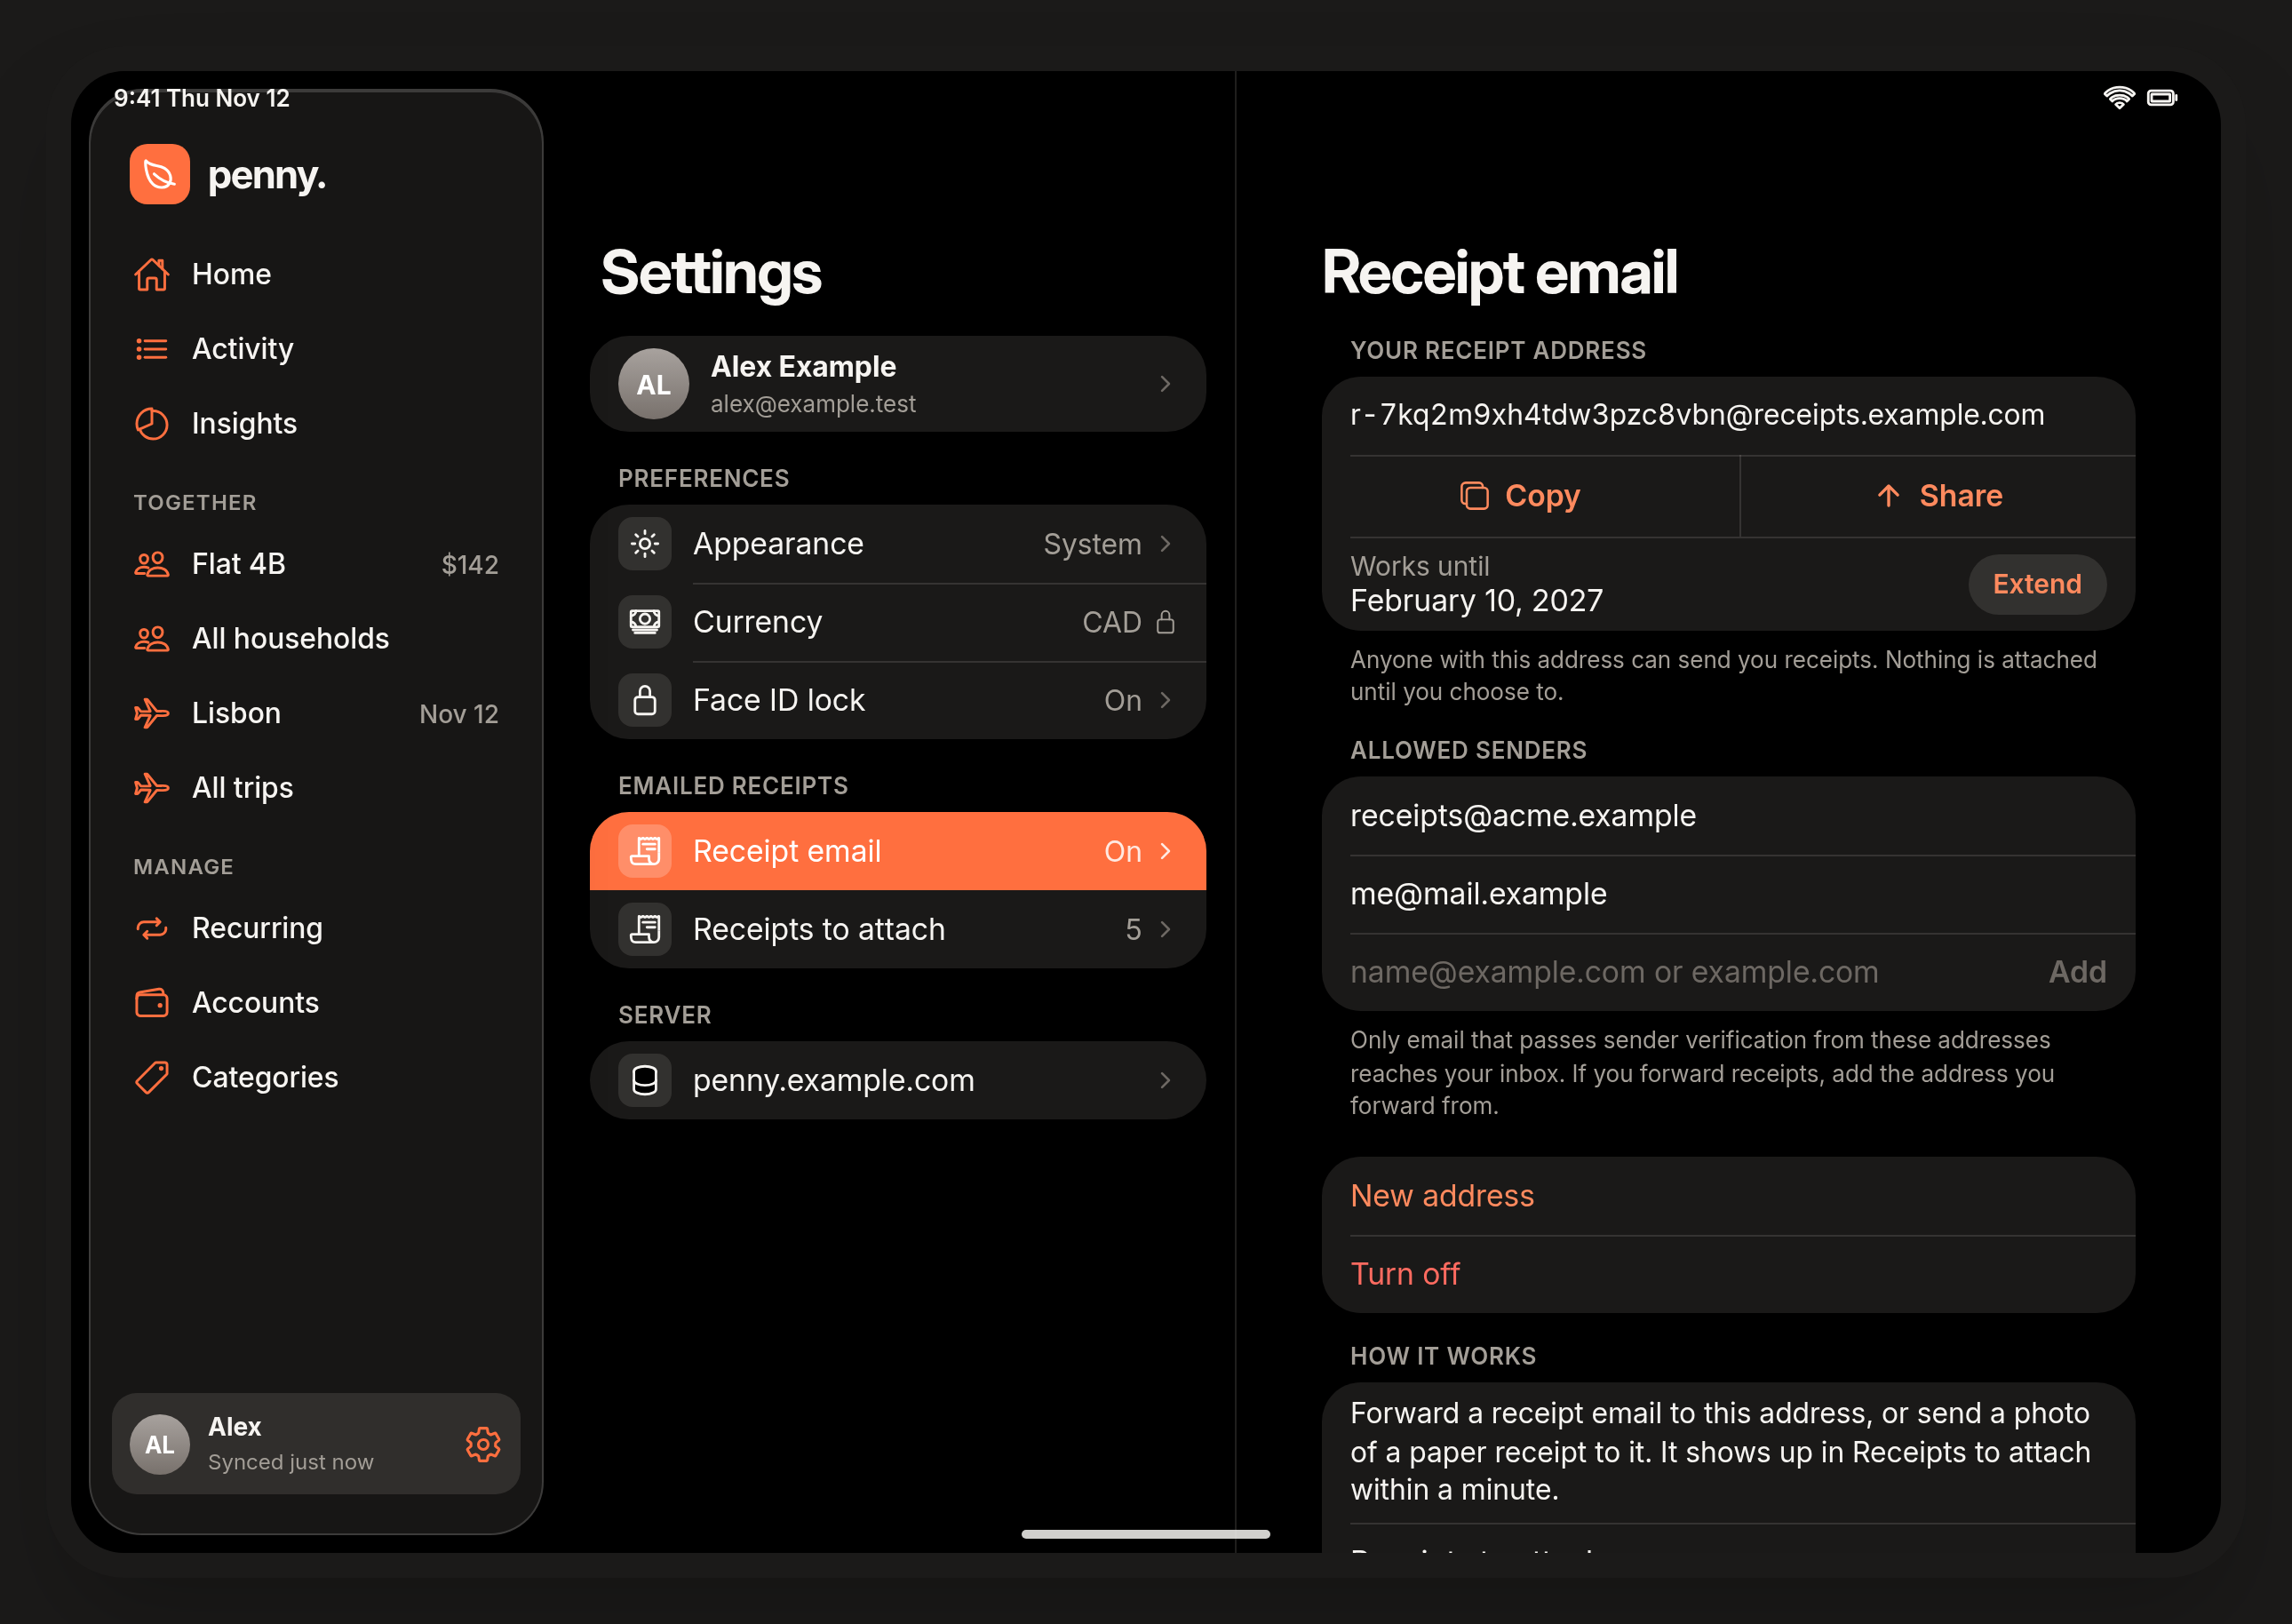 9:41 Thu Nov 12
penny.
Home
Activity
Insights
TOGETHER
Flat 4B $142
All households
Lisbon Nov 12
All trips
MANAGE
Recurring
Accounts
Categories
AL
Alex
Synced just now
Settings
AL
Alex Example
alex@example.test
PREFERENCES
Appearance System
Currency CAD
Face ID lock On
EMAILED RECEIPTS
Receipt email On
Receipts to attach 5
SERVER
penny.example.com
Receipt email
YOUR RECEIPT ADDRESS
r-7kq2m9xh4tdw3pzc8vbn@receipts.example.com
Copy Share
Works until
February 10, 2027
Extend
Anyone with this address can send you receipts. Nothing is attached
until you choose to.
ALLOWED SENDERS
receipts@acme.example
me@mail.example
name@example.com or example.com Add
Only email that passes sender verification from these addresses
reaches your inbox. If you forward receipts, add the address you
forward from.
New address
Turn off
HOW IT WORKS
Forward a receipt email to this address, or send a photo
of a paper receipt to it. It shows up in Receipts to attach
within a minute.